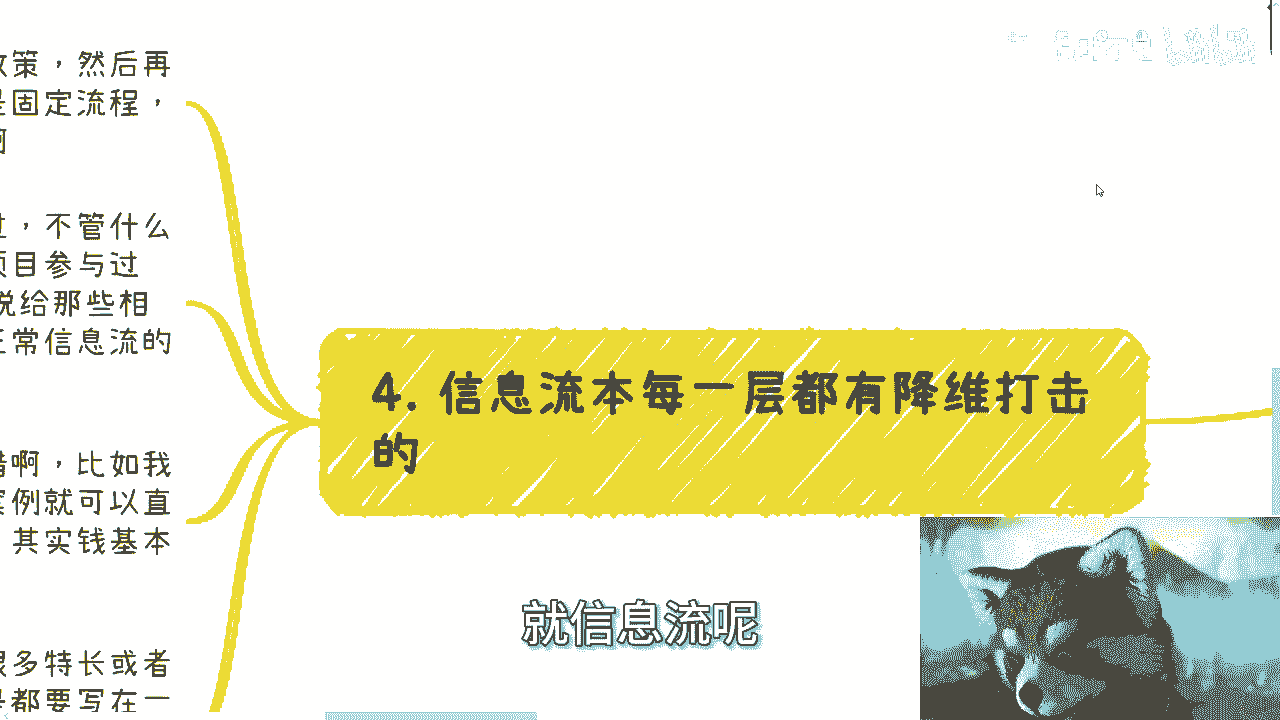 策，然后再
是固定流程，
过，不管什么
项目参与过
说给那些相
正常信息流的
啊，比如我
案例就可以直
其实钱基本
很多特长或者
是都要写在一
4. 信息流本每一层都有降维打击
的
就信息流呢